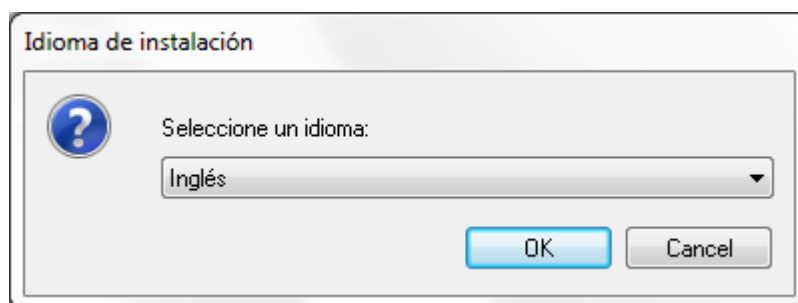 Idioma de instalación
Seleccione un idioma:
Inglés
OK
Cancel